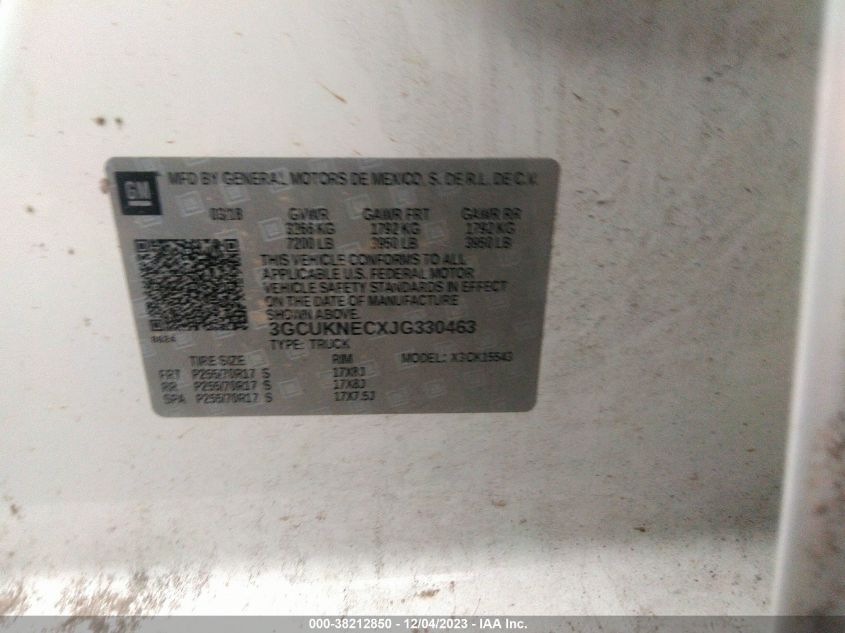 GM
MFD BY GENERAL MOTORS DE MEXICO, S. DE R.L. DE C.V.
03/18 GVWR GAWR FRT GAWR RR
3266 KG 1792 KG 1792 KG
7200 LB 3950 LB 3950 LB
THIS VEHICLE CONFORMS TO ALL
APPLICABLE U.S. FEDERAL MOTOR
VEHICLE SAFETY STANDARDS IN EFFECT
ON THE DATE OF MANUFACTURE
SHOWN ABOVE.
3GCUKNECXJG330463
TYPE: TRUCK
TIRE SIZE RIM MODEL: X3CK15543
FRT P255/70R17 S 17X8J
RR P255/70R17 S 17X8J
SPA P255/70R17 S 17X7.5J
000-38212850 - 12/04/2023 - IAA Inc.